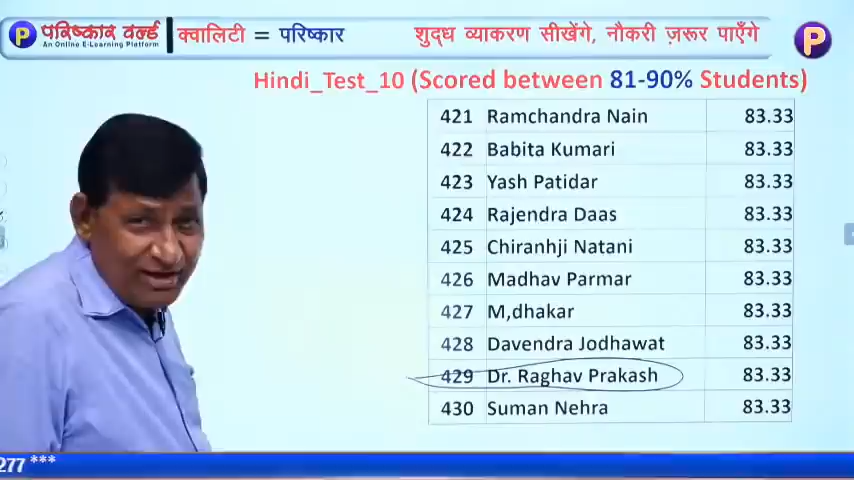 परिष्कार वर्ल्ड
An Online E-Learning Platform
क्वालिटी = परिष्कार
शुद्ध व्याकरण सीखेंगे, नौकरी ज़रूर पाएँगे
Hindi_Test_10 (Scored between 81-90% Students)
421 Ramchandra Nain 83.33
422 Babita Kumari 83.33
423 Yash Patidar 83.33
424 Rajendra Daas 83.33
425 Chiranhji Natani 83.33
426 Madhav Parmar 83.33
427 M,dhakar 83.33
428 Davendra Jodhawat 83.33
429 Dr. Raghav Prakash 83.33
430 Suman Nehra 83.33
277 ***